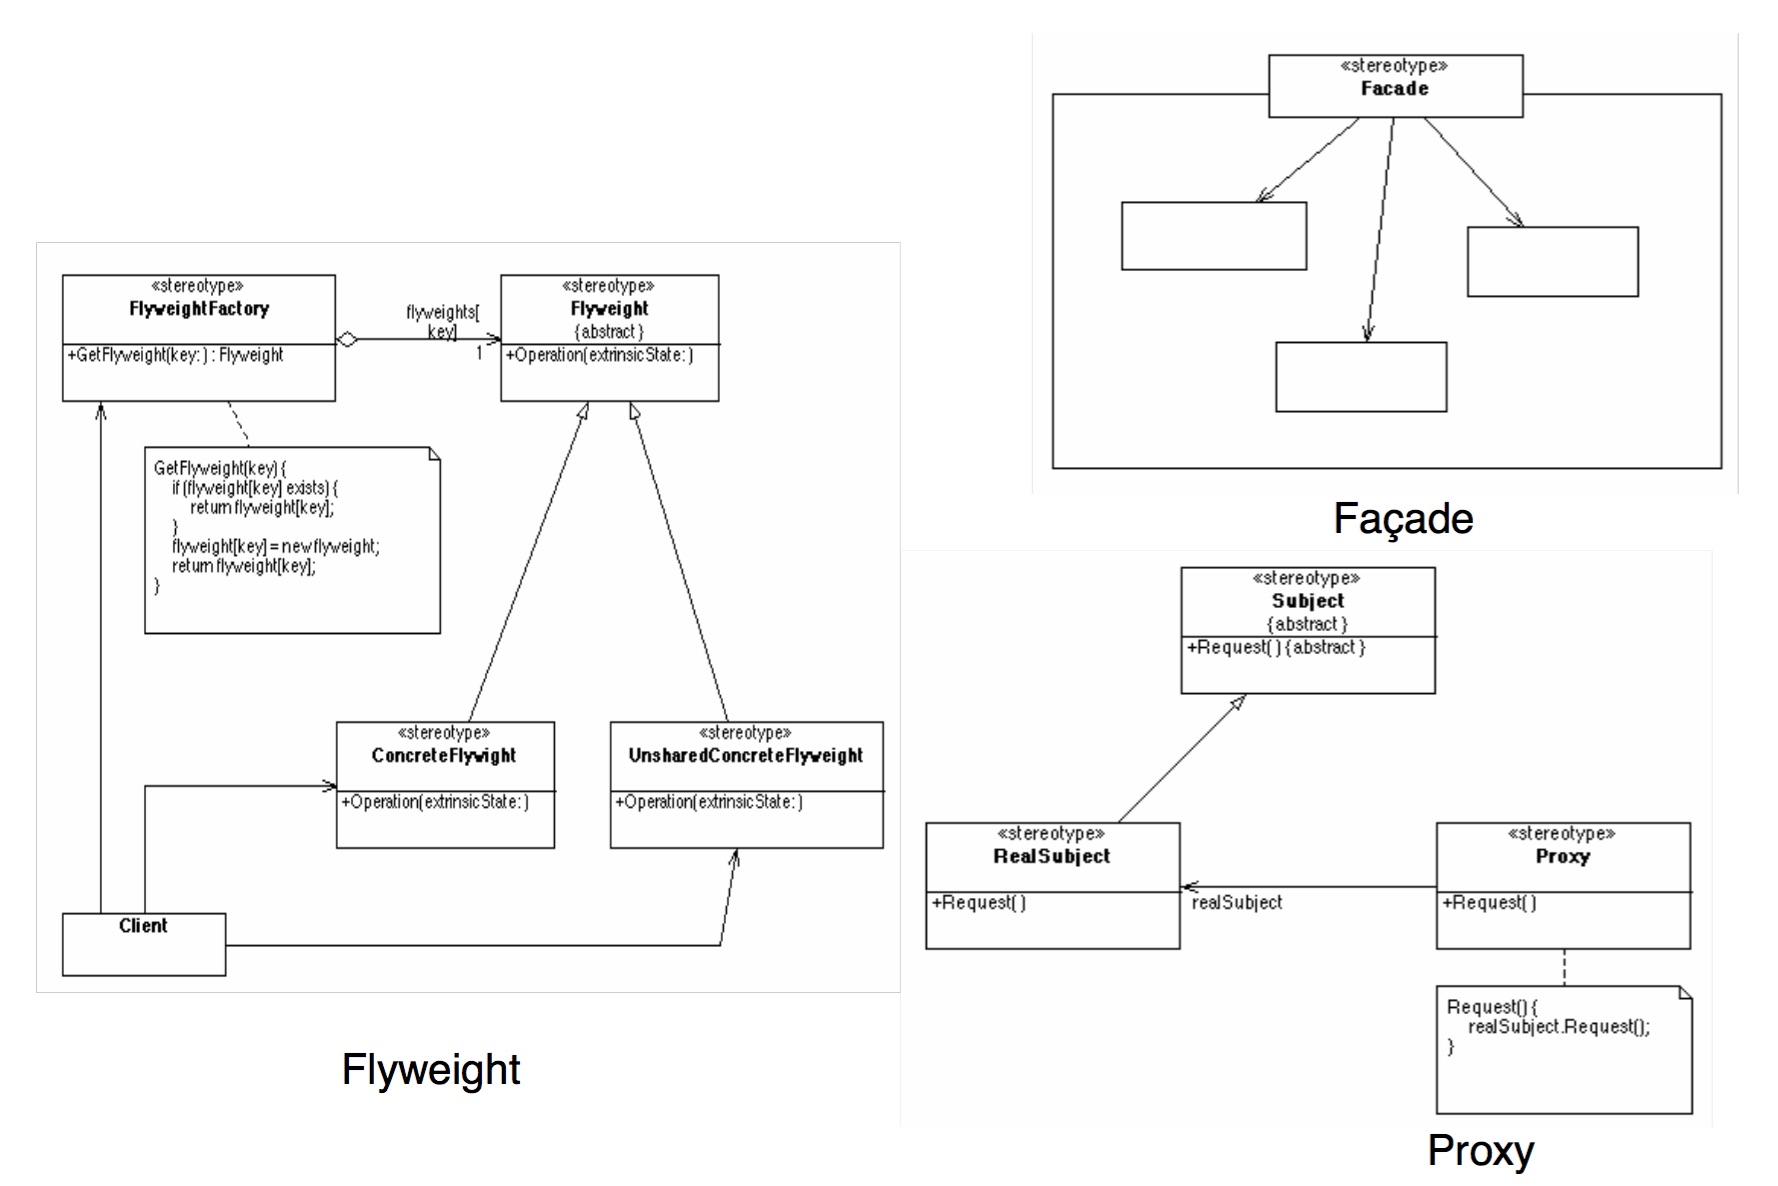 «stereotype»
FlyweightFactory
+GetFlyweight(key: ) : Flyweight
flyweights[
key]
1
«stereotype»
Flyweight
{abstract }
+Operation(extrinsicState: )
GetFlyweight(key) {
if (flyweight[key] exists) {
return flyweight[key];
}
flyweight[key] = new flyweight;
return flyweight[key];
}
«stereotype»
ConcreteFlywight
+Operation(extrinsicState: )
«stereotype»
UnsharedConcreteFlyweight
+Operation(extrinsicState: )
Client
Flyweight
«stereotype»
Facade
Façade
«stereotype»
Subject
{abstract }
+Request( ) {abstract }
«stereotype»
RealSubject
+Request( )
realSubject
«stereotype»
Proxy
+Request( )
Request() {
realSubject.Request();
}
Proxy